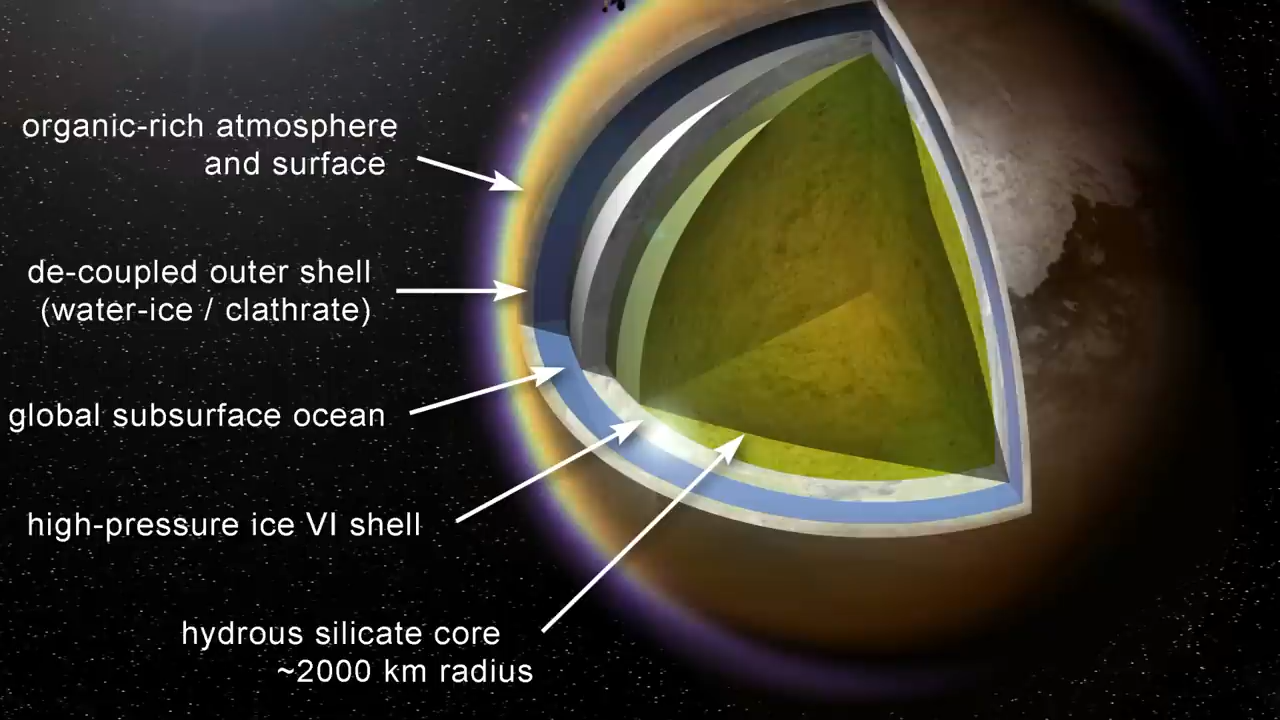 organic-rich atmosphere
and surface
de-coupled outer shell
(water-ice / clathrate)
global subsurface ocean
high-pressure ice VI shell
hydrous silicate core
~2000 km radius